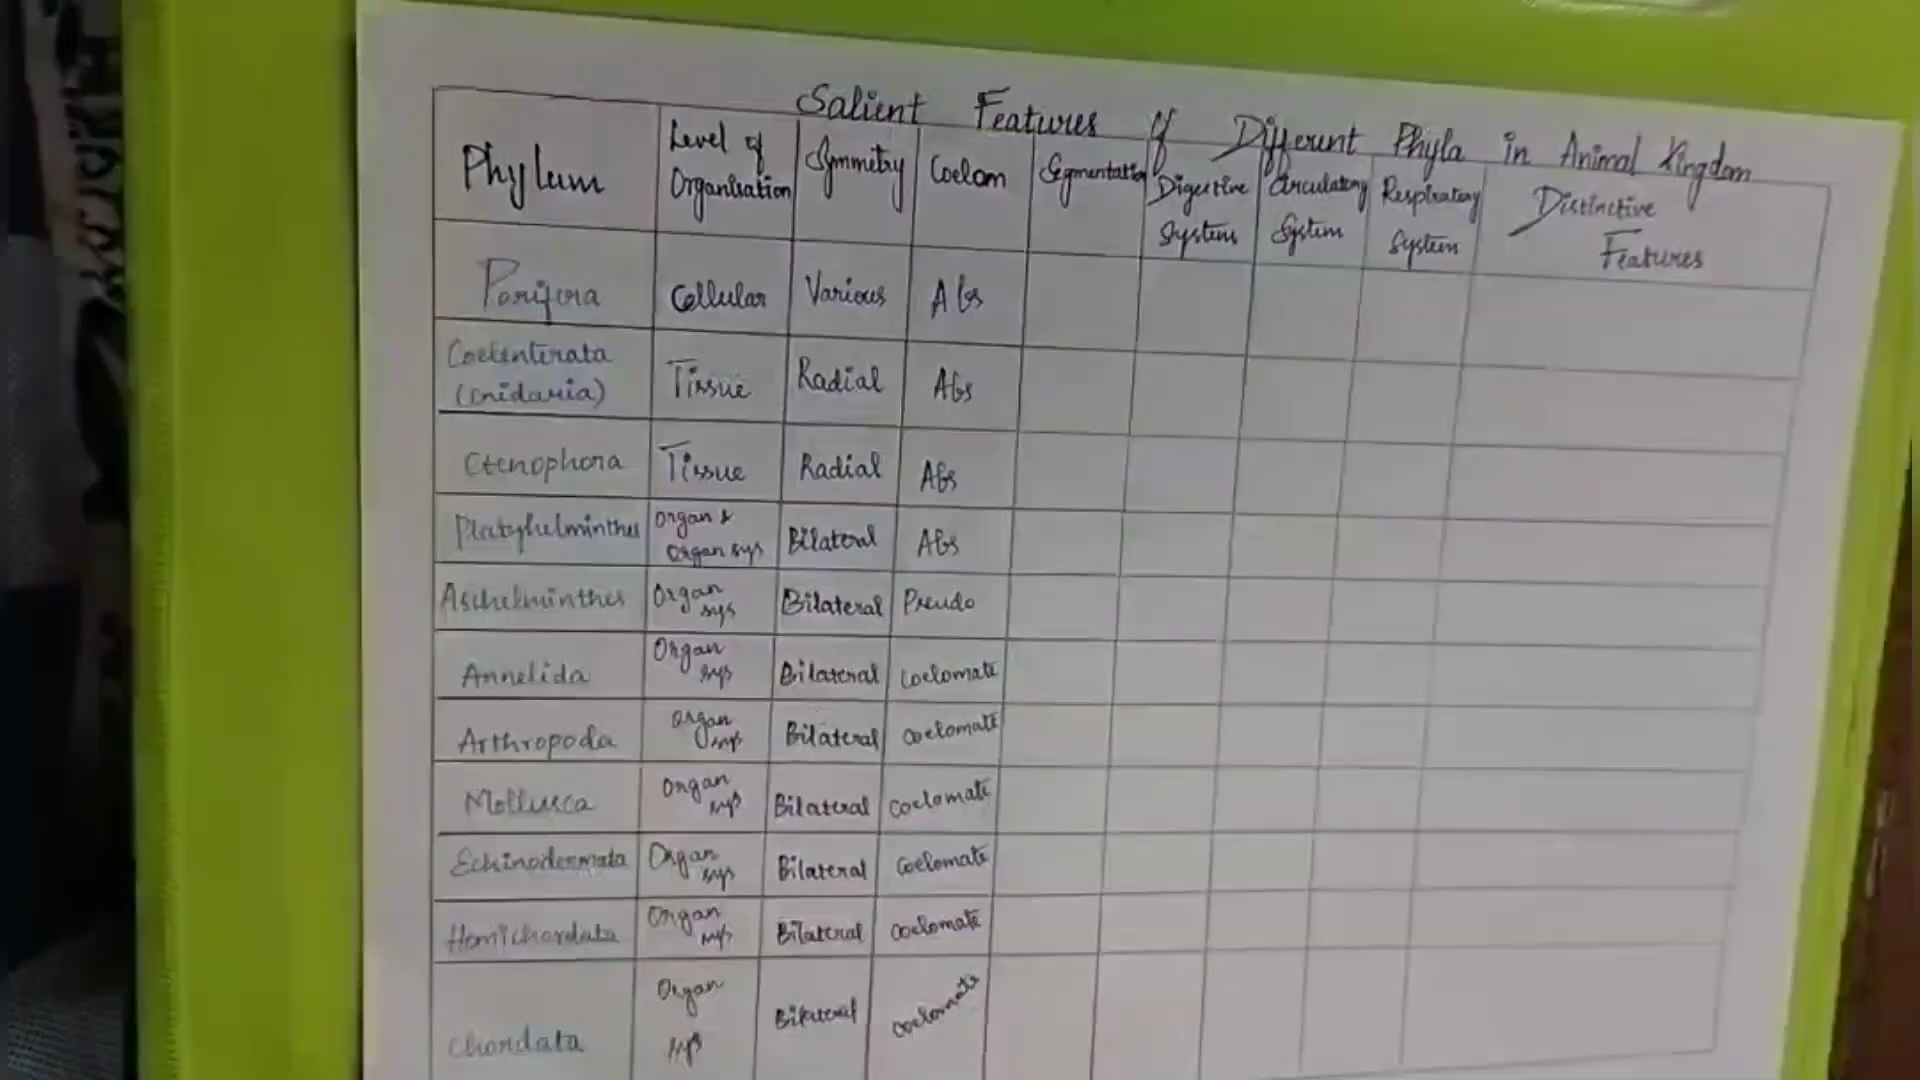 Salient Features of Different Phyla in Animal Kingdom
Phylum | Level of Organisation | Symmetry | Coelom | Segmentation | Digestive System | Circulatory System | Respiratory System | Distinctive Features
Porifera | Cellular | Various | Abs
Coelenterata (Cnidaria) | Tissue | Radial | Abs
Ctenophora | Tissue | Radial | Abs
Platyhelminthes | Organ & Organ sys | Bilateral | Abs
Aschelminthes | Organ sys | Bilateral | Pseudo
Annelida | Organ sys | Bilateral | Coelomate
Arthropoda | Organ sys | Bilateral | Coelomate
Mollusca | Organ sys | Bilateral | Coelomate
Echinodermata | Organ sys | Bilateral | Coelomate
Hemichordata | Organ sys | Bilateral | Coelomate
Chordata | Organ sys | Bilateral | Coelomate